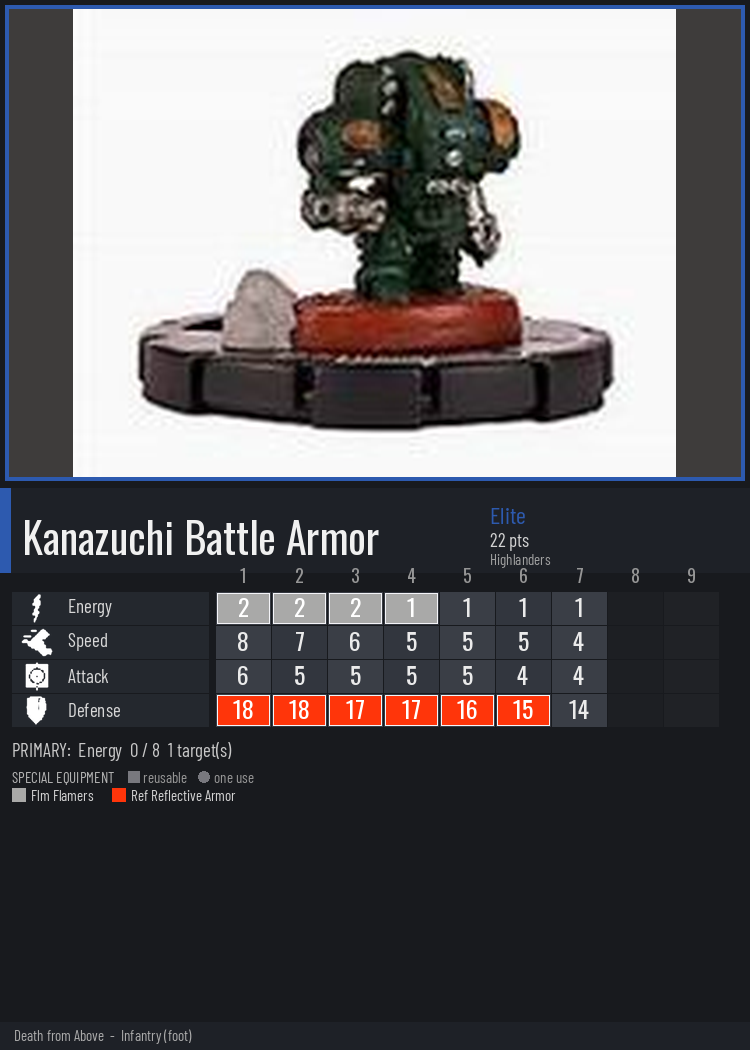 Kanazuchi Battle Armor
Elite
22 pts
Highlanders
1 2 3 4 5 6 7 8 9
Energy 2 2 2 1 1 1 1
Speed 8 7 6 5 5 5 4
Attack 6 5 5 5 5 4 4
Defense 18 18 17 17 16 15 14
PRIMARY: Energy 0 / 8 1 target(s)
SPECIAL EQUIPMENT reusable one use
Flm Flamers Ref Reflective Armor
Death from Above - Infantry (foot)